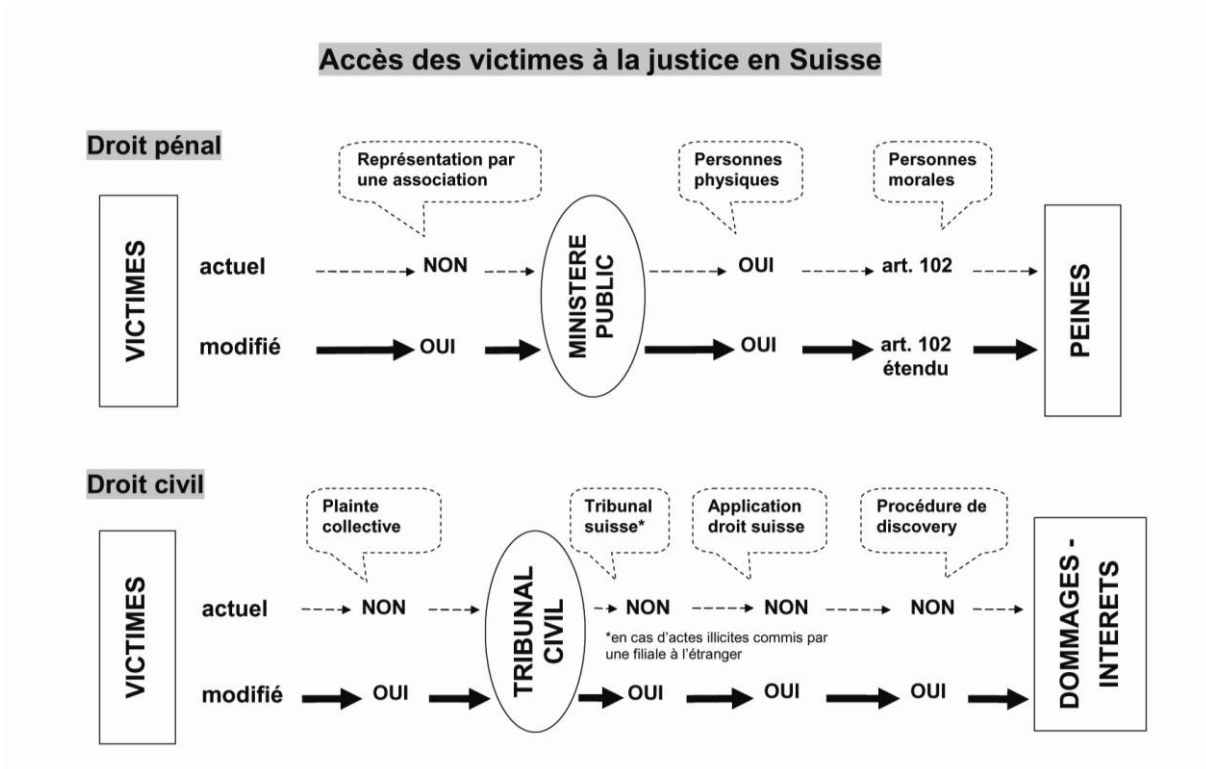 Accès des victimes à la justice en Suisse
Droit pénal
Représentation par
une association
Personnes
physiques
Personnes
morales
VICTIMES
actuel
NON
MINISTERE
PUBLIC
OUI
art. 102
PEINES
modifié
OUI
OUI
art. 102
étendu
Droit civil
Plainte
collective
Tribunal
suisse*
Application
droit suisse
Procédure de
discovery
VICTIMES
actuel
NON
TRIBUNAL
CIVIL
NON
NON
NON
DOMMAGES -
INTERETS
*en cas d'actes illicites commis par
une filiale à l'étranger
modifié
OUI
OUI
OUI
OUI